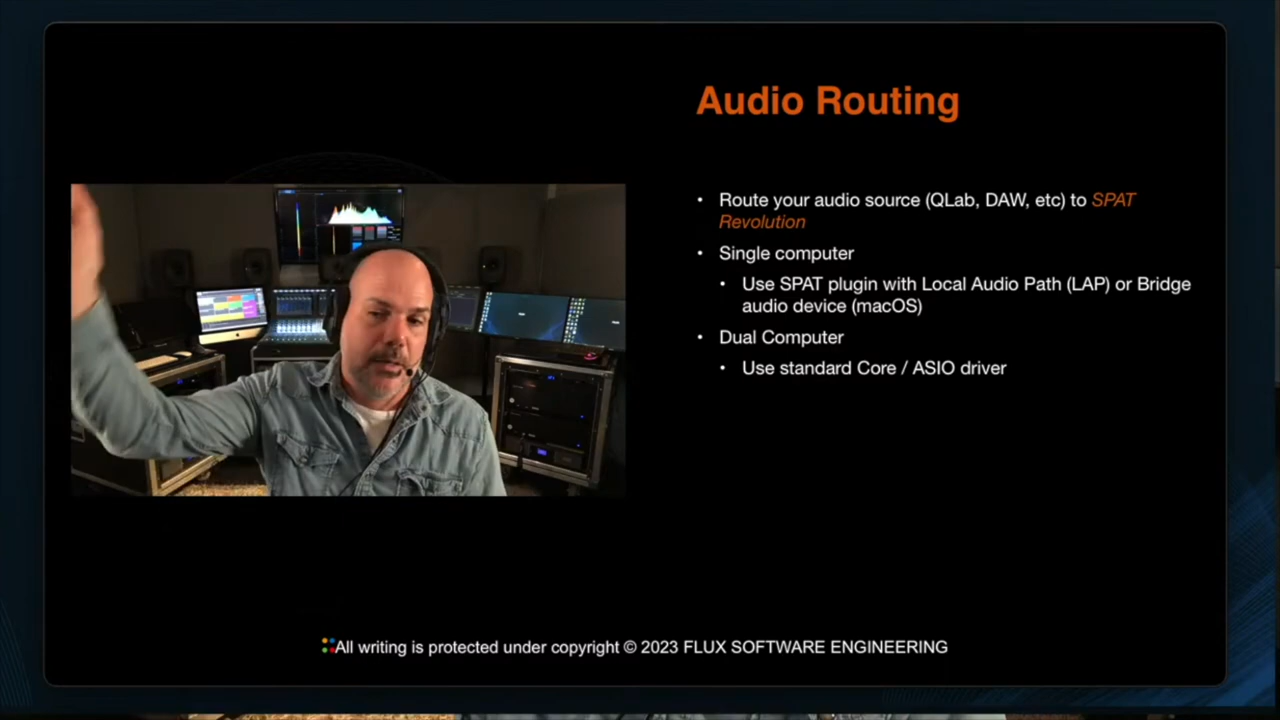 Audio Routing
• Route your audio source (QLab, DAW, etc) to SPAT
Revolution
• Single computer
• Use SPAT plugin with Local Audio Path (LAP) or Bridge
audio device (macOS)
• Dual Computer
• Use standard Core / ASIO driver
All writing is protected under copyright © 2023 FLUX SOFTWARE ENGINEERING